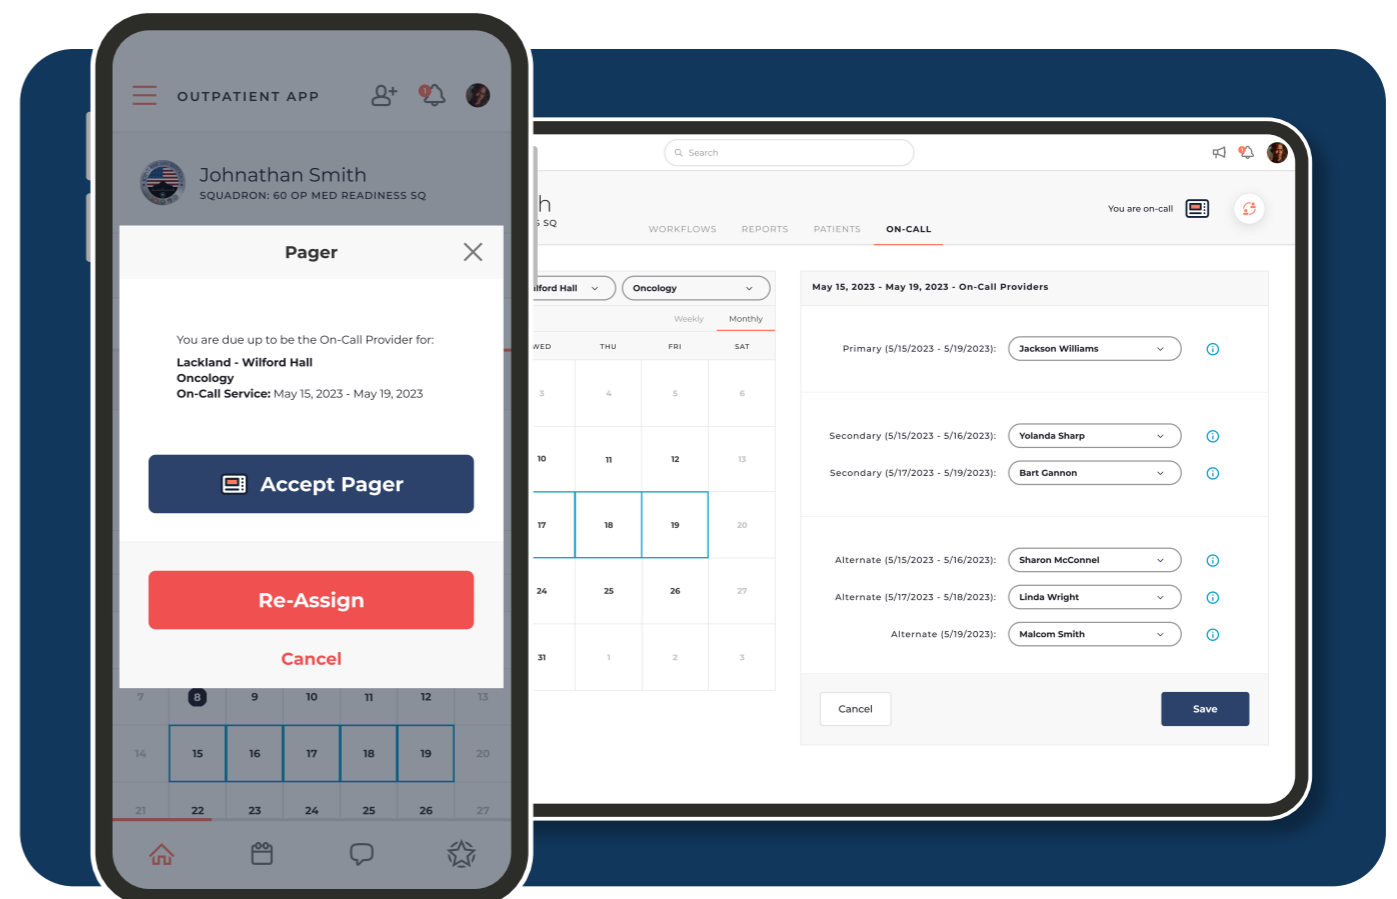 OUTPATIENT APP
1
Johnathan Smith
SQUADRON: 60 OP MED READINESS SQ
Pager
You are due up to be the On-Call Provider for:
Lackland - Wilford Hall
Oncology
On-Call Service: May 15, 2023 - May 19, 2023
Accept Pager
Re-Assign
Cancel
7 8 9 10 11 12 13
14 15 16 17 18 19 20
21 22 23 24 25 26 27
Search
1
h
SQ
You are on-call
WORKFLOWS REPORTS PATIENTS ON-CALL
ilford Hall Oncology
Weekly Monthly
WED THU FRI SAT
3 4 5 6
10 11 12 13
17 18 19 20
24 25 26 27
31 1 2 3
May 15, 2023 - May 19, 2023 - On-Call Providers
Primary (5/15/2023 - 5/19/2023): Jackson Williams
Secondary (5/15/2023 - 5/16/2023): Yolanda Sharp
Secondary (5/17/2023 - 5/19/2023): Bart Gannon
Alternate (5/15/2023 - 5/16/2023): Sharon McConnel
Alternate (5/17/2023 - 5/18/2023): Linda Wright
Alternate (5/19/2023): Malcom Smith
Cancel Save